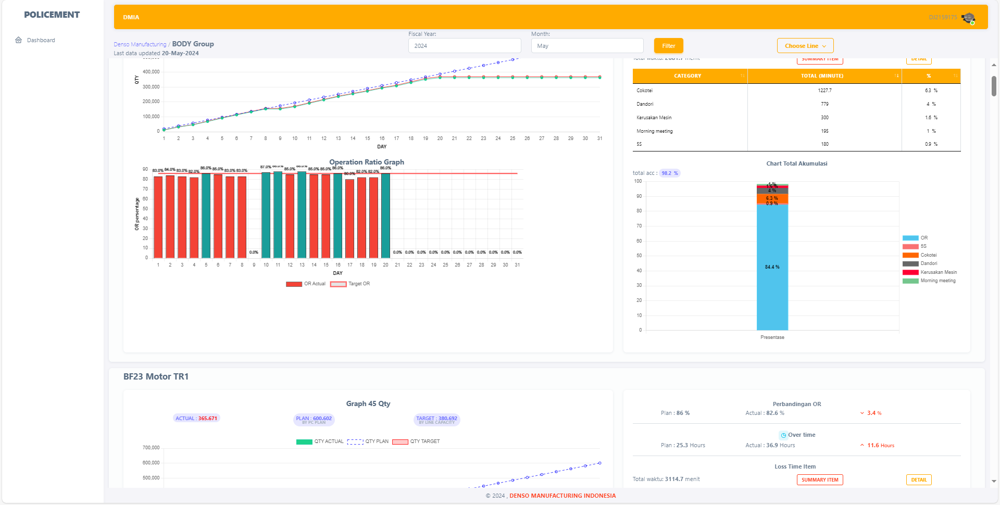 POLICEMENT
Dashboard
DMIA
DJ2159175
Denso Manufacturing / BODY Group
Last data updated 20-May-2024
Fiscal Year:
2024
Month:
May
Filter
Choose Line
400,000
300,000
200,000
100,000
0
QTY
1 2 3 4 5 6 7 8 9 10 11 12 13 14 15 16 17 18 19 20 21 22 23 24 25 26 27 28 29 30 31
DAY
Operation Ratio Graph
90
80
70
60
50
40
30
20
10
0
OR persentage
83.0% 84.0% 83.0% 82.0% 86.0% 85.0% 83.0% 83.0% 0.0% 87.0% 85.0% 85.0% 85.0% 86.0% 80.0% 82.0% 82.0% 86.0% 0.0% 0.0% 0.0% 0.0% 0.0% 0.0% 0.0% 0.0% 0.0% 0.0% 0.0%
1 2 3 4 5 6 7 8 9 10 11 12 13 14 15 16 17 18 19 20 21 22 23 24 25 26 27 28 29 30 31
DAY
OR Actual Target OR
Total waktu: 2681.7 menit
SUMMARY ITEM
DETAIL
CATEGORY TOTAL (MINUTE) %
Cokotei 1227.7 6.3 %
Dandori 779 4 %
Kerusakan Mesin 300 1.6 %
Morning meeting 195 1 %
5S 180 0.9 %
Chart Total Akumulasi
total acc : 98.2 %
100
90
80
70
60
50
40
30
20
10
0
1 %
1.6 %
4 %
6.3 %
0.9 %
84.4 %
Presentase
OR
5S
Cokotei
Dandori
Kerusakan Mesin
Morning meeting
BF23 Motor TR1
Graph 45 Qty
ACTUAL : 365.671
PLAN : 600.602
BY PC PLAN
TARGET : 380.692
BY LINE CAPACITY
QTY ACTUAL QTY PLAN QTY TARGET
700,000
600,000
500,000
Perbandingan OR
Plan : 86 % Actual : 82.6 % 3.4 %
Over time
Plan : 25.3 Hours Actual : 36.9 Hours 11.6 Hours
Loss Time Item
Total waktu: 3114.7 menit
SUMMARY ITEM
DETAIL
© 2024 , DENSO MANUFACTURING INDONESIA